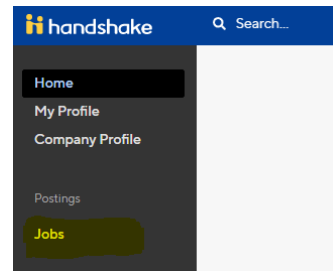 handshake
Search...
Home
My Profile
Company Profile
Postings
Jobs